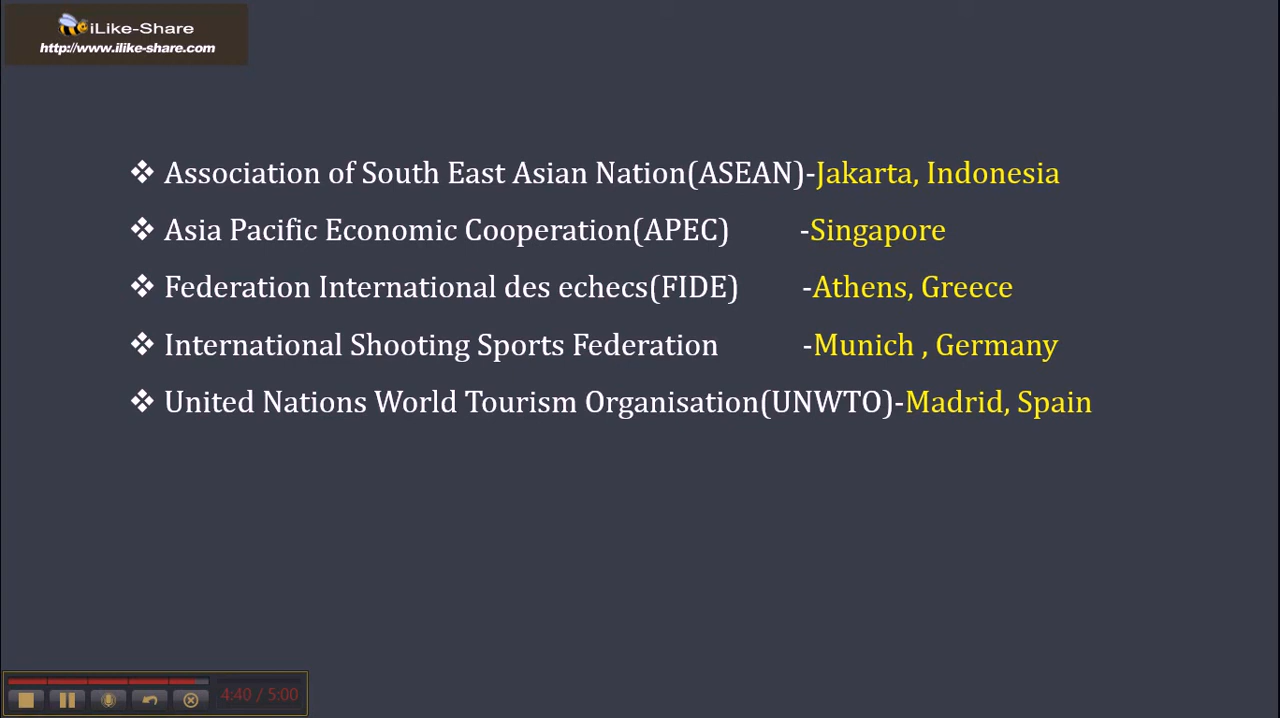 iLike-Share
http://www.ilike-share.com
❖ Association of South East Asian Nation(ASEAN)-Jakarta, Indonesia
❖ Asia Pacific Economic Cooperation(APEC) -Singapore
❖ Federation International des echecs(FIDE) -Athens, Greece
❖ International Shooting Sports Federation -Munich , Germany
❖ United Nations World Tourism Organisation(UNWTO)-Madrid, Spain
4:40 / 5:00